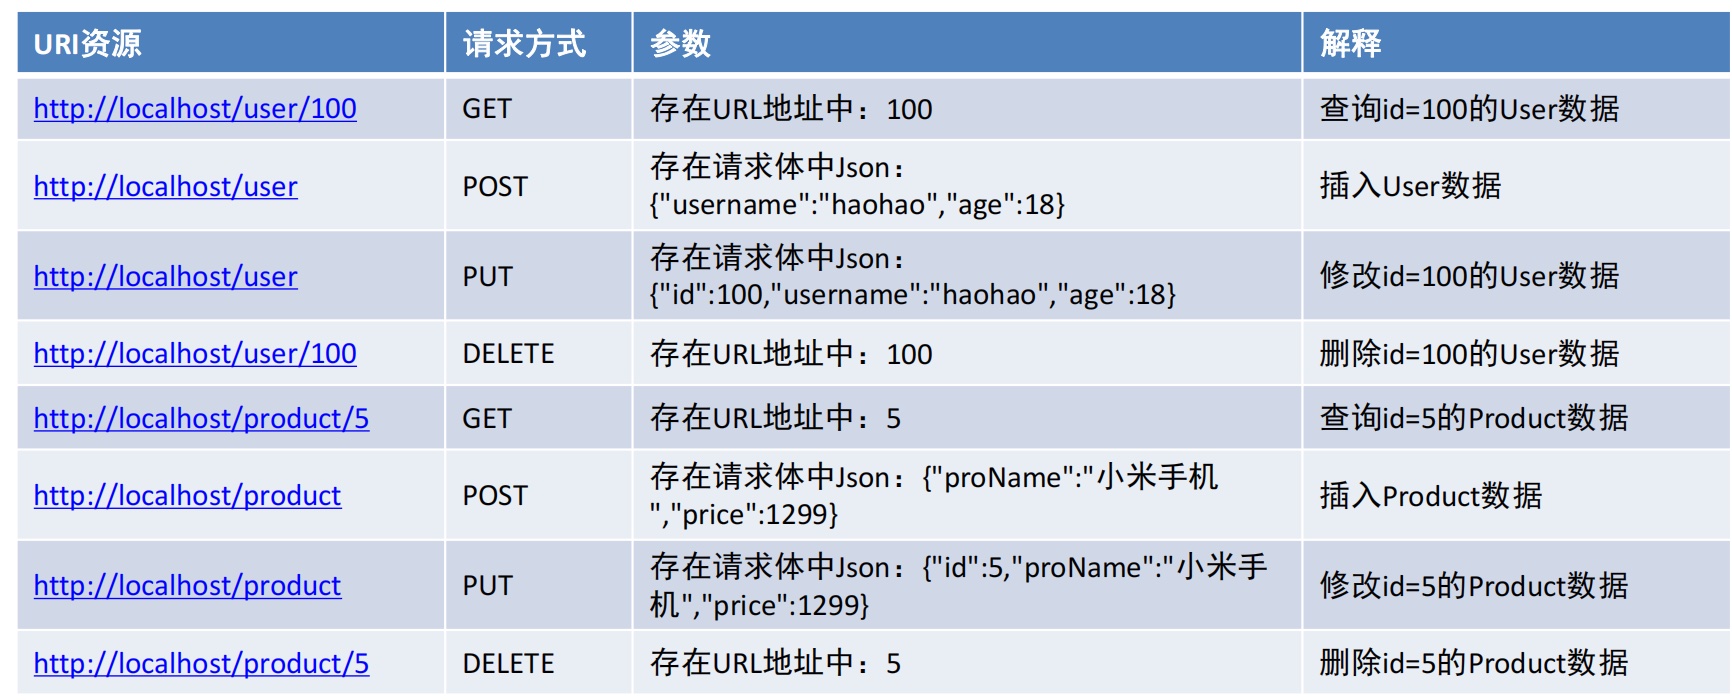 URI资源 请求方式 参数 解释
http://localhost/user/100 GET 存在URL地址中：100 查询id=100的User数据
http://localhost/user POST 存在请求体中Json：
{"username":"haohao","age":18} 插入User数据
http://localhost/user PUT 存在请求体中Json：
{"id":100,"username":"haohao","age":18} 修改id=100的User数据
http://localhost/user/100 DELETE 存在URL地址中：100 删除id=100的User数据
http://localhost/product/5 GET 存在URL地址中：5 查询id=5的Product数据
http://localhost/product POST 存在请求体中Json：{"proName":"小米手机
","price":1299} 插入Product数据
http://localhost/product PUT 存在请求体中Json：{"id":5,"proName":"小米手
机","price":1299} 修改id=5的Product数据
http://localhost/product/5 DELETE 存在URL地址中：5 删除id=5的Product数据